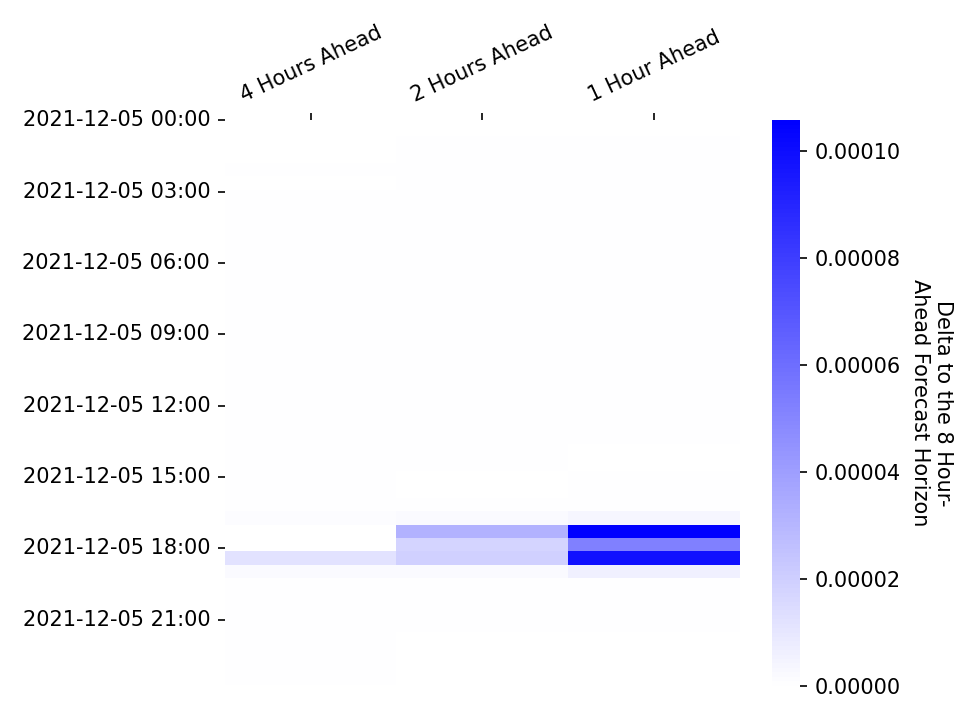 4 Hours Ahead
2 Hours Ahead
1 Hour Ahead
2021-12-05 00:00
2021-12-05 03:00
2021-12-05 06:00
2021-12-05 09:00
2021-12-05 12:00
2021-12-05 15:00
2021-12-05 18:00
2021-12-05 21:00
0.00010
0.00008
0.00006
0.00004
0.00002
0.00000
Delta to the 8 Hour-
Ahead Forecast Horizon